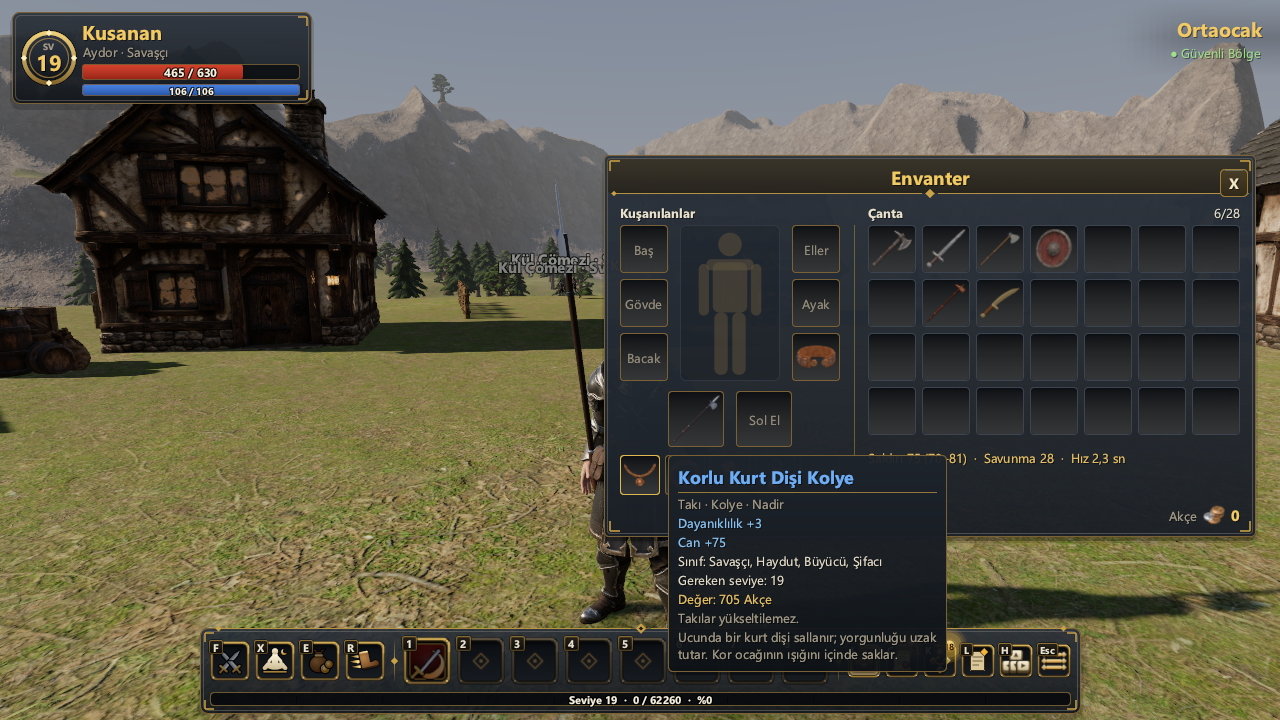 SV
19
Kusanan
Aydor · Savaşçı
465 / 630
106 / 106
Ortaocak
Güvenli Bölge
Envanter
X
Kuşanılanlar
Çanta
6/28
Baş
Eller
Gövde
Ayak
Bacak
Sol El
Kül Çömezi
Kül Çömezi
81) · Savunma 28 · Hız 2,3 sn
Akçe
0
Korlu Kurt Dişi Kolye
Takı · Kolye · Nadir
Dayanıklılık +3
Can +75
Sınıf: Savaşçı, Haydut, Büyücü, Şifacı
Gereken seviye: 19
Değer: 705 Akçe
Takılar yükseltilemez.
Ucunda bir kurt dişi sallanır; yorgunluğu uzak
tutar. Kor ocağının ışığını içinde saklar.
F
X
E
R
1
2
3
4
5
L
H
Esc
Seviye 19 · 0 / 62260 · %0